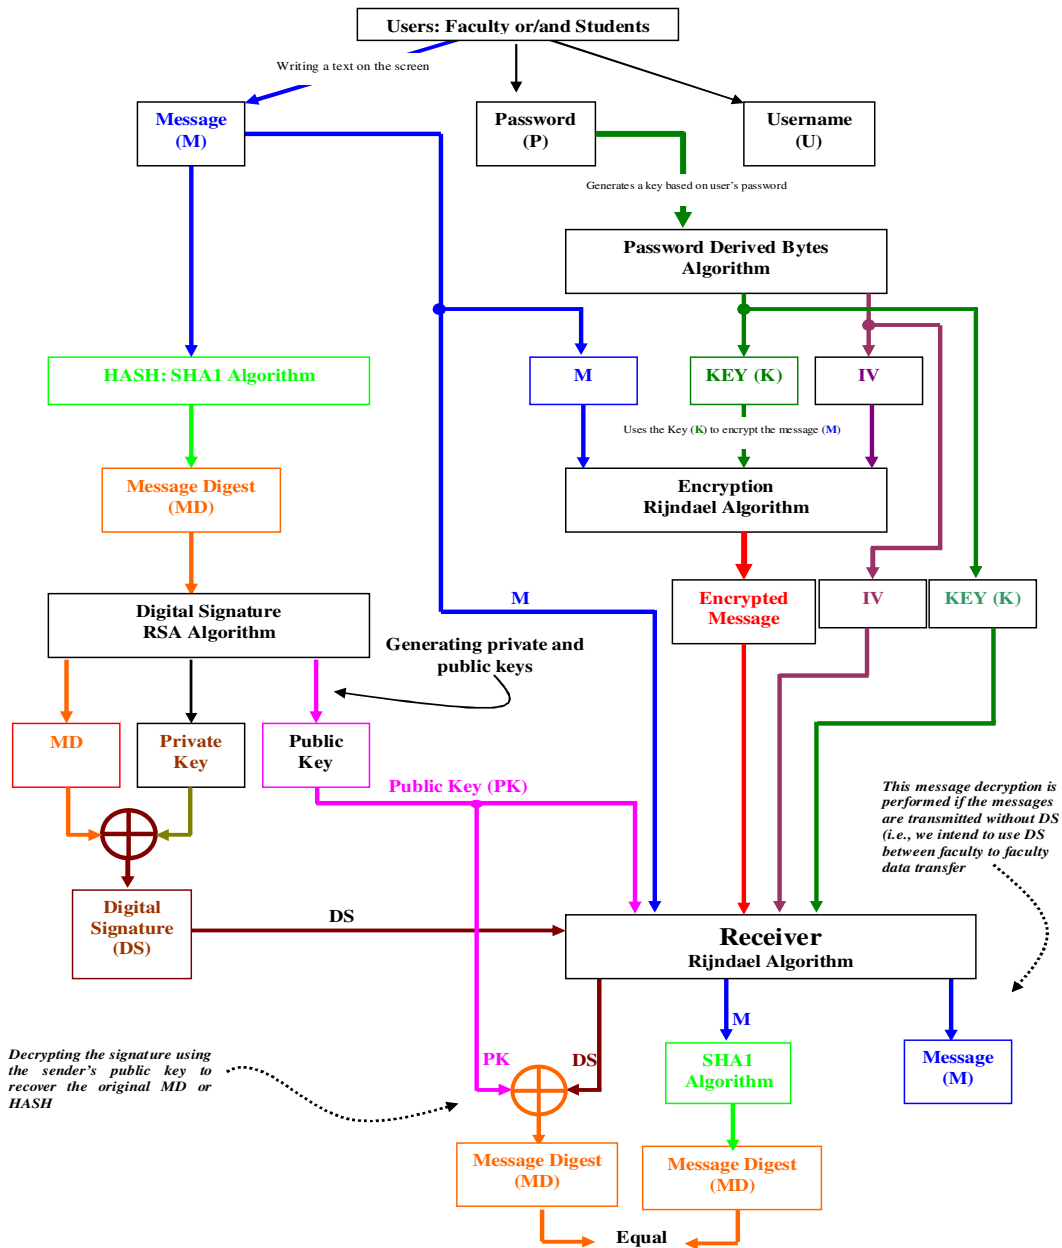 Users: Faculty or/and Students
Writing a text on the screen
Message
(M)
Password
(P)
Username
(U)
Generates a key based on user's password
Password Derived Bytes
Algorithm
HASH: SHA1 Algorithm
M
KEY (K)
IV
Uses the Key (K) to encrypt the message (M)
Message Digest
(MD)
Encryption
Rijndael Algorithm
Digital Signature
RSA Algorithm
M
Encrypted
Message
IV
KEY (K)
Generating private and
public keys
MD
Private
Key
Public
Key
Public Key (PK)
This message decryption is
performed if the messages
are transmitted without DS
(i.e., we intend to use DS
between faculty to faculty
data transfer
Digital
Signature
(DS)
DS
Receiver
Rijndael Algorithm
M
PK
DS
Decrypting the signature using
the sender's public key to
recover the original MD or
HASH
SHA1
Algorithm
Message
(M)
Message Digest
(MD)
Message Digest
(MD)
Equal